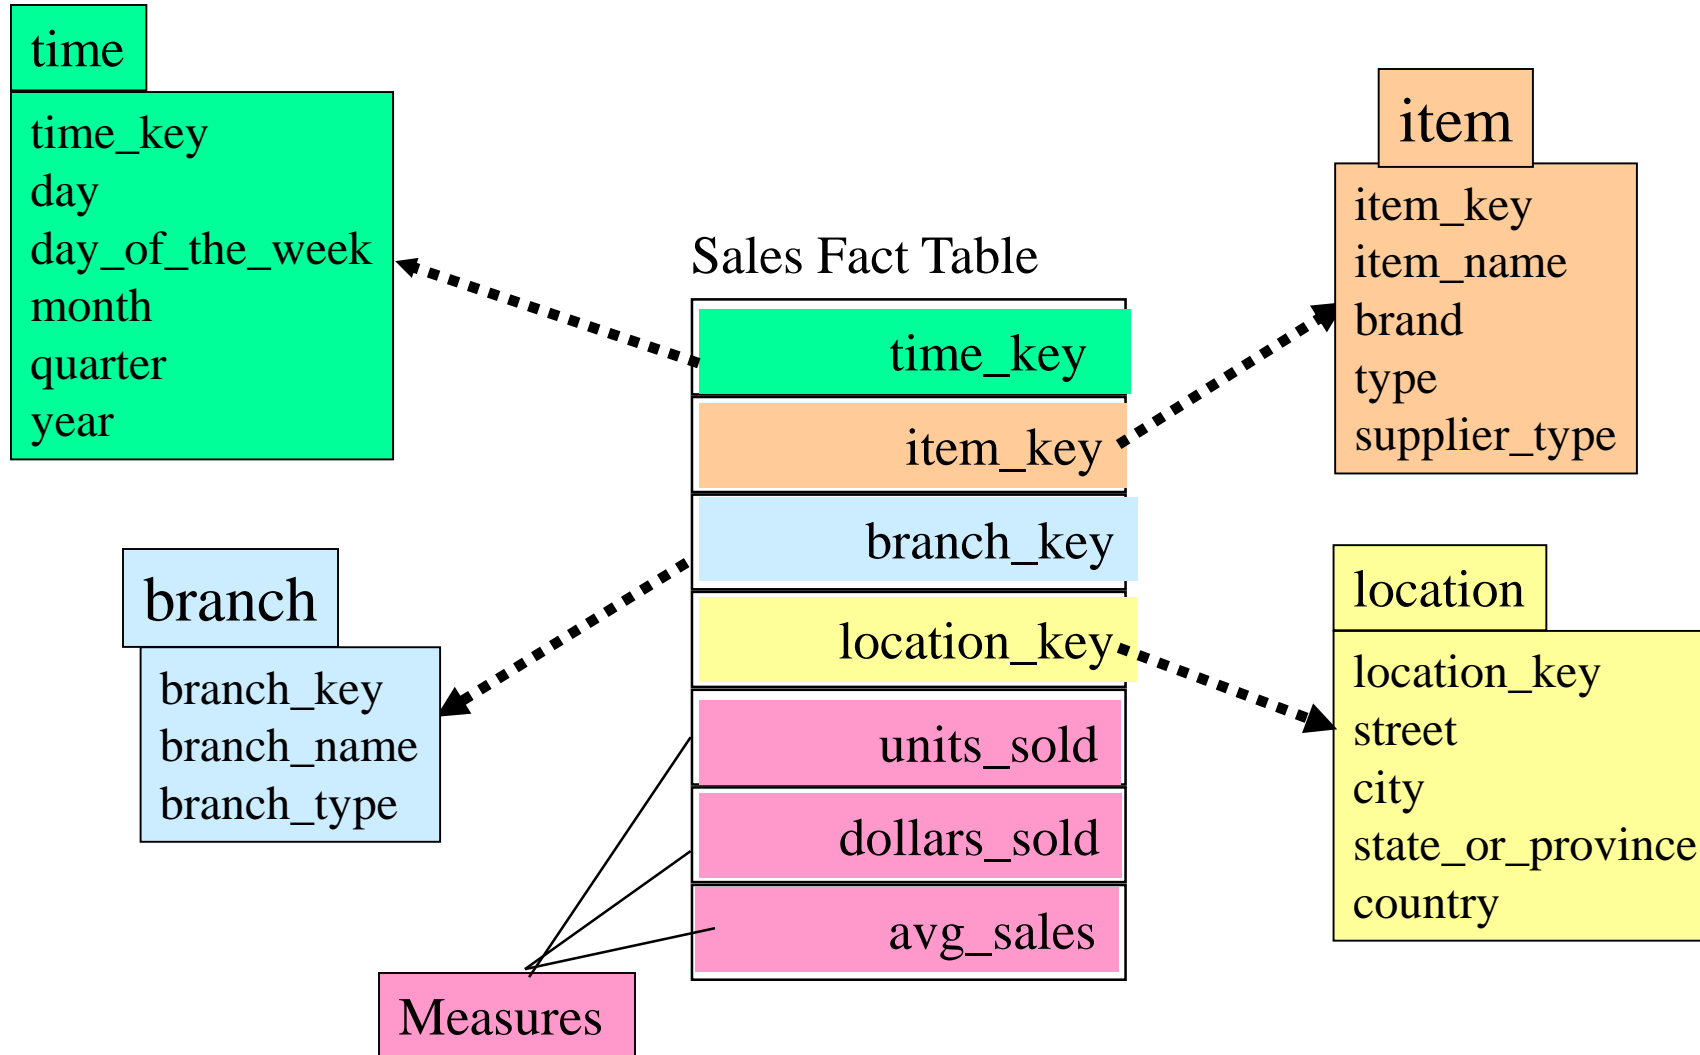 time
time_key
day
day_of_the_week
month
quarter
year
item
item_key
item_name
brand
type
supplier_type
Sales Fact Table
time_key
item_key
branch_key
location_key
units_sold
dollars_sold
avg_sales
branch
branch_key
branch_name
branch_type
location
location_key
street
city
state_or_province
country
Measures